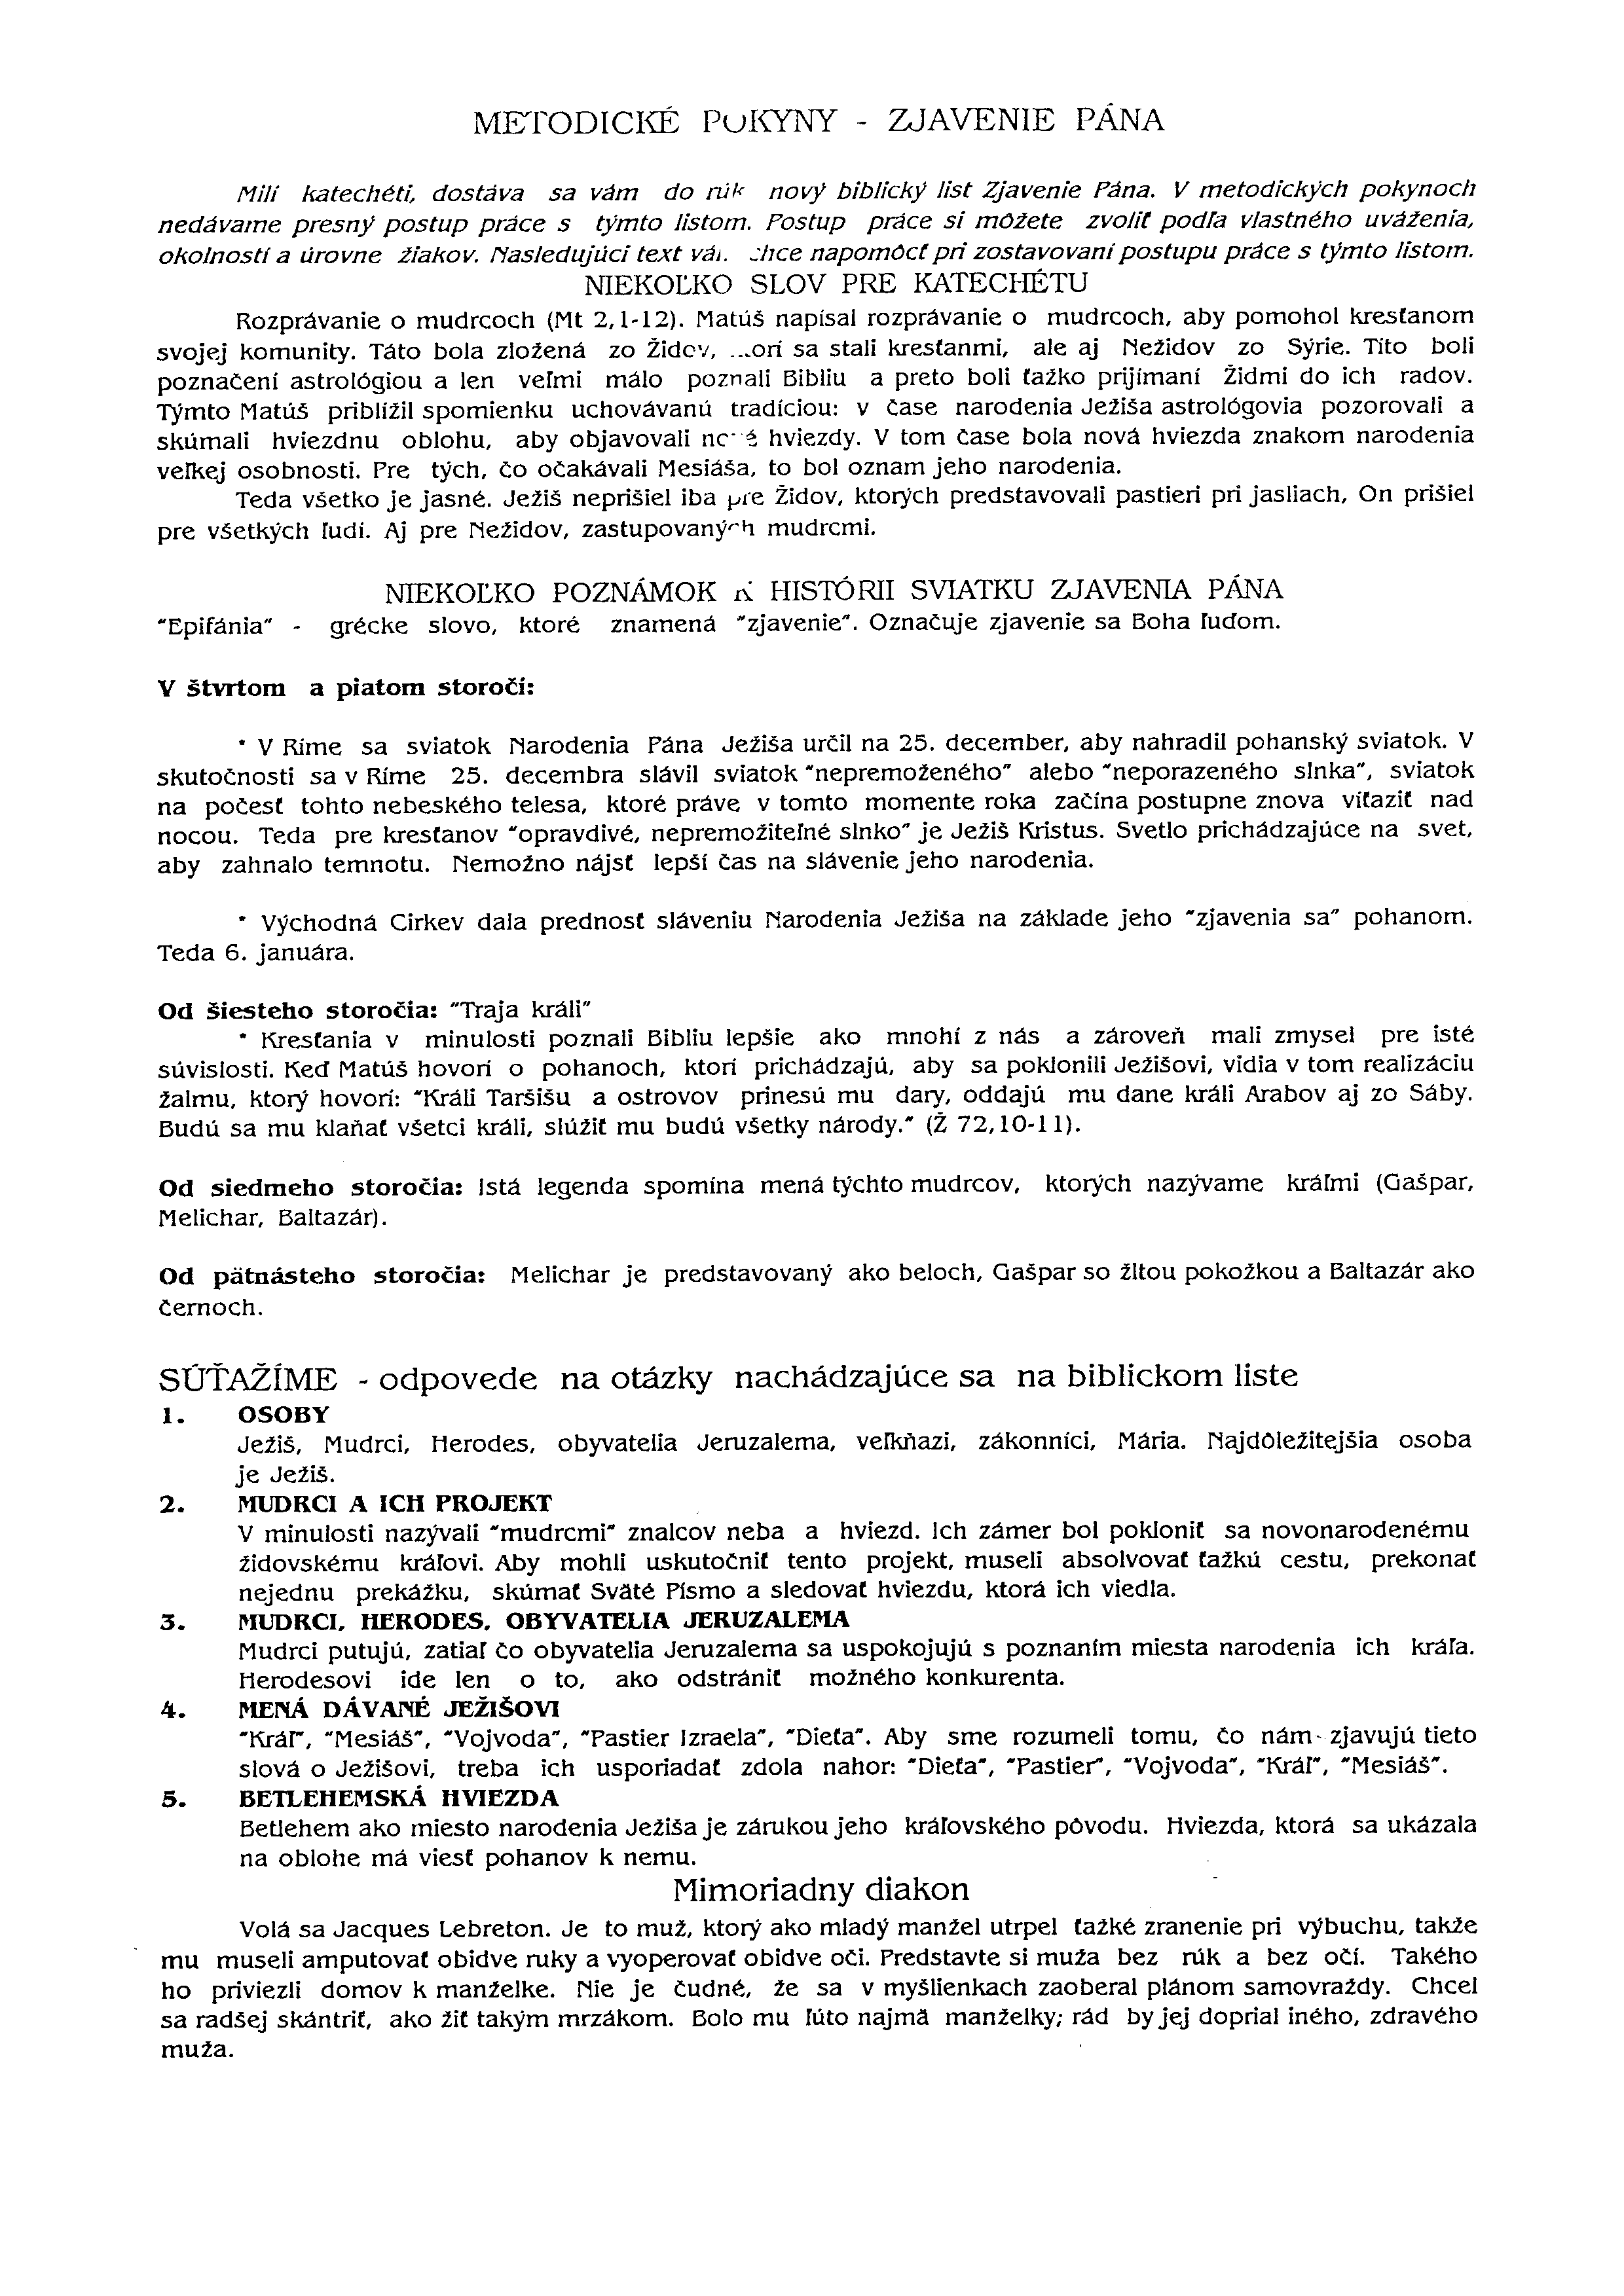 METODICKÉ POKYNY - ZJAVENIE PÁNA
Milí katechéti, dostáva sa vám do rúk nový biblický list Zjavenie Pána. V metodických pokynoch
nedávame presný postup práce s týmto listom. Postup práce si môžete zvoliť podľa vlastného uváženia,
okolností a úrovne žiakov. Nasledujúci text chce napomôcť pri zostavovaní postupu práce s týmto listom.
NIEKOĽKO SLOV PRE KATECHÉTU
Rozprávanie o mudrcoch (Mt 2,1-12). Matúš napísal rozprávanie o mudrcoch, aby pomohol kresťanom
svojej komunity. Táto bola zložená zo Židov, sa stali kresťanmi, ale aj Nežidov zo Sýrie. Títo boli
poznačení astrológiou a len veľmi málo poznali Bibliu a preto boli ťažko prijímaní Židmi do ich radov.
Týmto Matúš priblížil spomienku uchovávanú tradíciou: v čase narodenia Ježiša astrológovia pozorovali a
skúmali hviezdnu oblohu, aby objavovali nové hviezdy. V tom čase bola nová hviezda znakom narodenia
veľkej osobnosti. Pre tých, čo očakávali Mesiáša, to bol oznam jeho narodenia.
Teda všetko je jasné. Ježiš neprišiel iba pre Židov, ktorých predstavovali pastieri pri jasliach, On prišiel
pre všetkých ľudí. Aj pre Nežidov, zastupovaných mudrcmi.
NIEKOĽKO POZNÁMOK K HISTÓRII SVIATKU ZJAVENIA PÁNA
"Epifánia" - grécke slovo, ktoré znamená "zjavenie". Označuje zjavenie sa Boha ľuďom.
V štvrtom a piatom storočí:
* V Ríme sa sviatok Narodenia Pána Ježiša určil na 25. december, aby nahradil pohanský sviatok. V
skutočnosti sa v Ríme 25. decembra slávil sviatok "nepremoženého" alebo "neporazeného slnka", sviatok
na počesť tohto nebeského telesa, ktoré práve v tomto momente roka začína postupne znova víťaziť nad
nocou. Teda pre kresťanov "opravdivé, nepremožiteľné slnko" je Ježiš Kristus. Svetlo prichádzajúce na svet,
aby zahnalo temnotu. Nemožno nájsť lepší čas na slávenie jeho narodenia.
* Východná Cirkev dala prednosť sláveniu Narodenia Ježiša na základe jeho "zjavenia sa" pohanom.
Teda 6. januára.
Od šiesteho storočia: "Traja králi"
* Kresťania v minulosti poznali Bibliu lepšie ako mnohí z nás a zároveň mali zmysel pre isté
súvislosti. Keď Matúš hovorí o pohanoch, ktorí prichádzajú, aby sa poklonili Ježišovi, vidia v tom realizáciu
žalmu, ktorý hovorí: "Králi Taršišu a ostrovov prinesú mu dary, oddajú mu dane králi Arabov aj zo Sáby.
Budú sa mu klaňať všetci králi, slúžiť mu budú všetky národy." (Ž 72,10-11).
Od siedmeho storočia: Istá legenda spomína mená týchto mudrcov, ktorých nazývame kráľmi (Gašpar,
Melichar, Baltazár).
Od pätnásteho storočia: Melichar je predstavovaný ako beloch, Gašpar so žltou pokožkou a Baltazár ako
černoch.
SÚŤAŽÍME - odpovede na otázky nachádzajúce sa na biblickom liste
1. OSOBY
Ježiš, Mudrci, Herodes, obyvatelia Jeruzalema, veľkňazi, zákonníci, Mária. Najdôležitejšia osoba
je Ježiš.
2. MUDRCI A ICH PROJEKT
V minulosti nazývali "mudrcmi" znalcov neba a hviezd. Ich zámer bol pokloniť sa novonarodenému
židovskému kráľovi. Aby mohli uskutočniť tento projekt, museli absolvovať ťažkú cestu, prekonať
nejednu prekážku, skúmať Sväté Písmo a sledovať hviezdu, ktorá ich viedla.
3. MUDRCI, HERODES, OBYVATELIA JERUZALEMA
Mudrci putujú, zatiaľ čo obyvatelia Jeruzalema sa uspokojujú s poznaním miesta narodenia ich kráľa.
Herodesovi ide len o to, ako odstrániť možného konkurenta.
4. MENÁ DÁVANÉ JEŽIŠOVI
"Kráľ", "Mesiáš", "Vojvoda", "Pastier Izraela", "Dieťa". Aby sme rozumeli tomu, čo nám zjavujú tieto
slová o Ježišovi, treba ich usporiadať zdola nahor: "Dieťa", "Pastier", "Vojvoda", "Kráľ", "Mesiáš".
5. BETLEHEMSKÁ HVIEZDA
Betlehem ako miesto narodenia Ježiša je zárukou jeho kráľovského pôvodu. Hviezda, ktorá sa ukázala
na oblohe má viesť pohanov k nemu.
Mimoriadny diakon
Volá sa Jacques Lebreton. Je to muž, ktorý ako mladý manžel utrpel ťažké zranenie pri výbuchu, takže
mu museli amputovať obidve ruky a vyoperovať obidve oči. Predstavte si muža bez rúk a bez očí. Takého
ho priviezli domov k manželke. Nie je čudné, že sa v myšlienkach zaoberal plánom samovraždy. Chcel
sa radšej skántriť, ako žiť takým mrzákom. Bolo mu ľúto najmä manželky; rád by jej doprial iného, zdravého
muža.